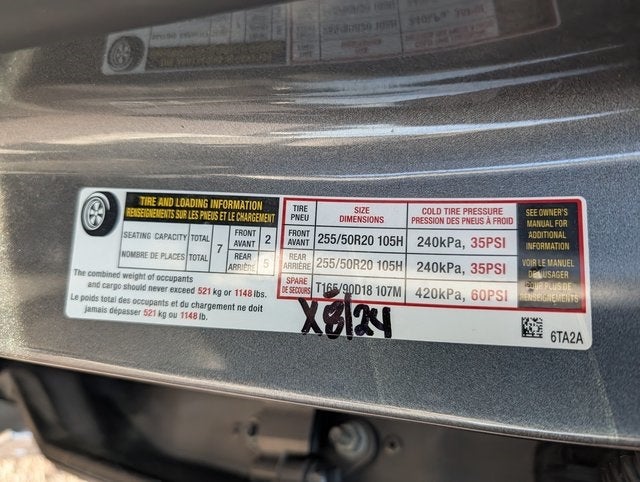 TIRE AND LOADING INFORMATION
RENSEIGNEMENTS SUR LES PNEUS ET LE CHARGEMENT
SEATING CAPACITY TOTAL
NOMBRE DE PLACES TOTAL
7
FRONT
AVANT 2
REAR
ARRIÈRE 5
The combined weight of occupants
and cargo should never exceed 521 kg or 1148 lbs.
Le poids total des occupants et du chargement ne doit
jamais dépasser 521 kg ou 1148 lb.
TIRE
PNEU
SIZE
DIMENSIONS
COLD TIRE PRESSURE
PRESSION DES PNEUS À FROID
FRONT
AVANT
255/50R20 105H
240kPa, 35PSI
REAR
ARRIÈRE
255/50R20 105H
240kPa, 35PSI
SPARE
DE SECOURS
T165/90D18 107M
420kPa, 60PSI
SEE OWNER'S
MANUAL FOR
ADDITIONAL
INFORMATION
VOIR LE MANUEL
DE L'USAGER
POUR PLUS DE
RENSEIGNEMENTS
X8/24
6TA2A